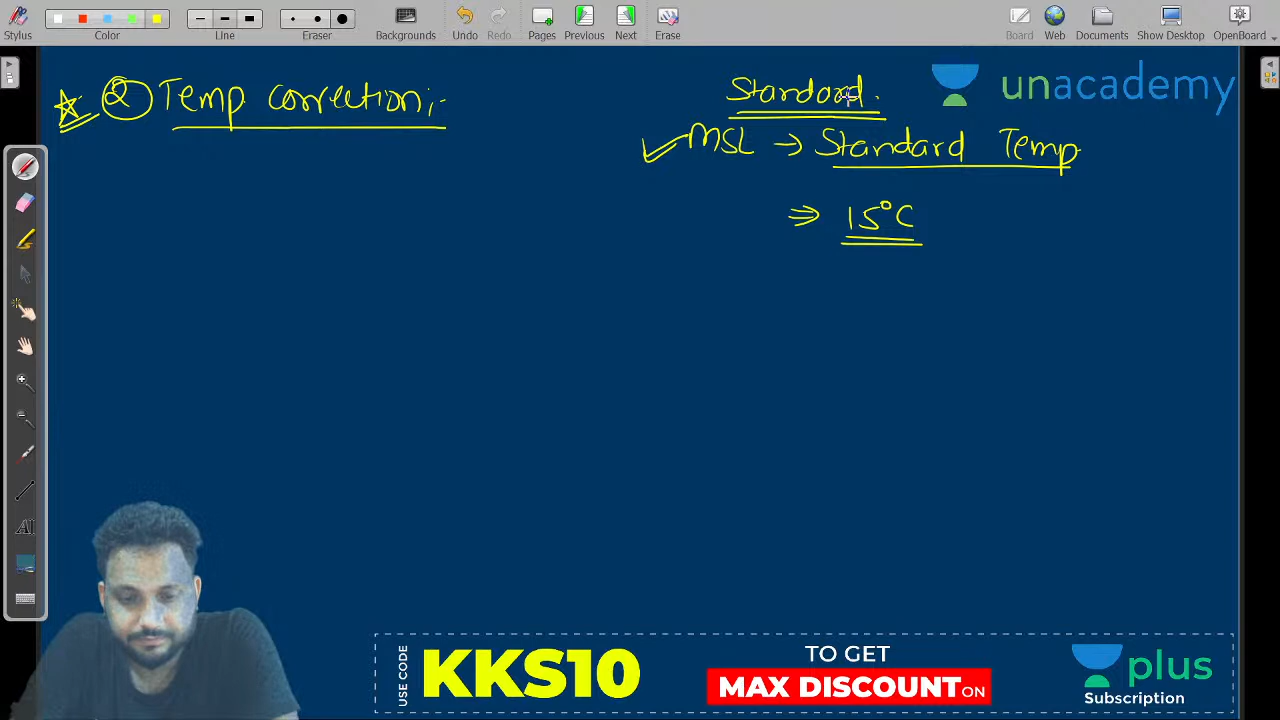 Stylus
Color
Line
Eraser
Backgrounds
Undo
Redo
Pages
Previous
Next
Erase
Board
Web
Documents
Show Desktop
OpenBoard
② Temp correction;-
Standard.
unacademy
MSL → Standard Temp
⇒ 15°C
AI
USE CODE
KKS10
TO GET
MAX DISCOUNT ON
plus
Subscription